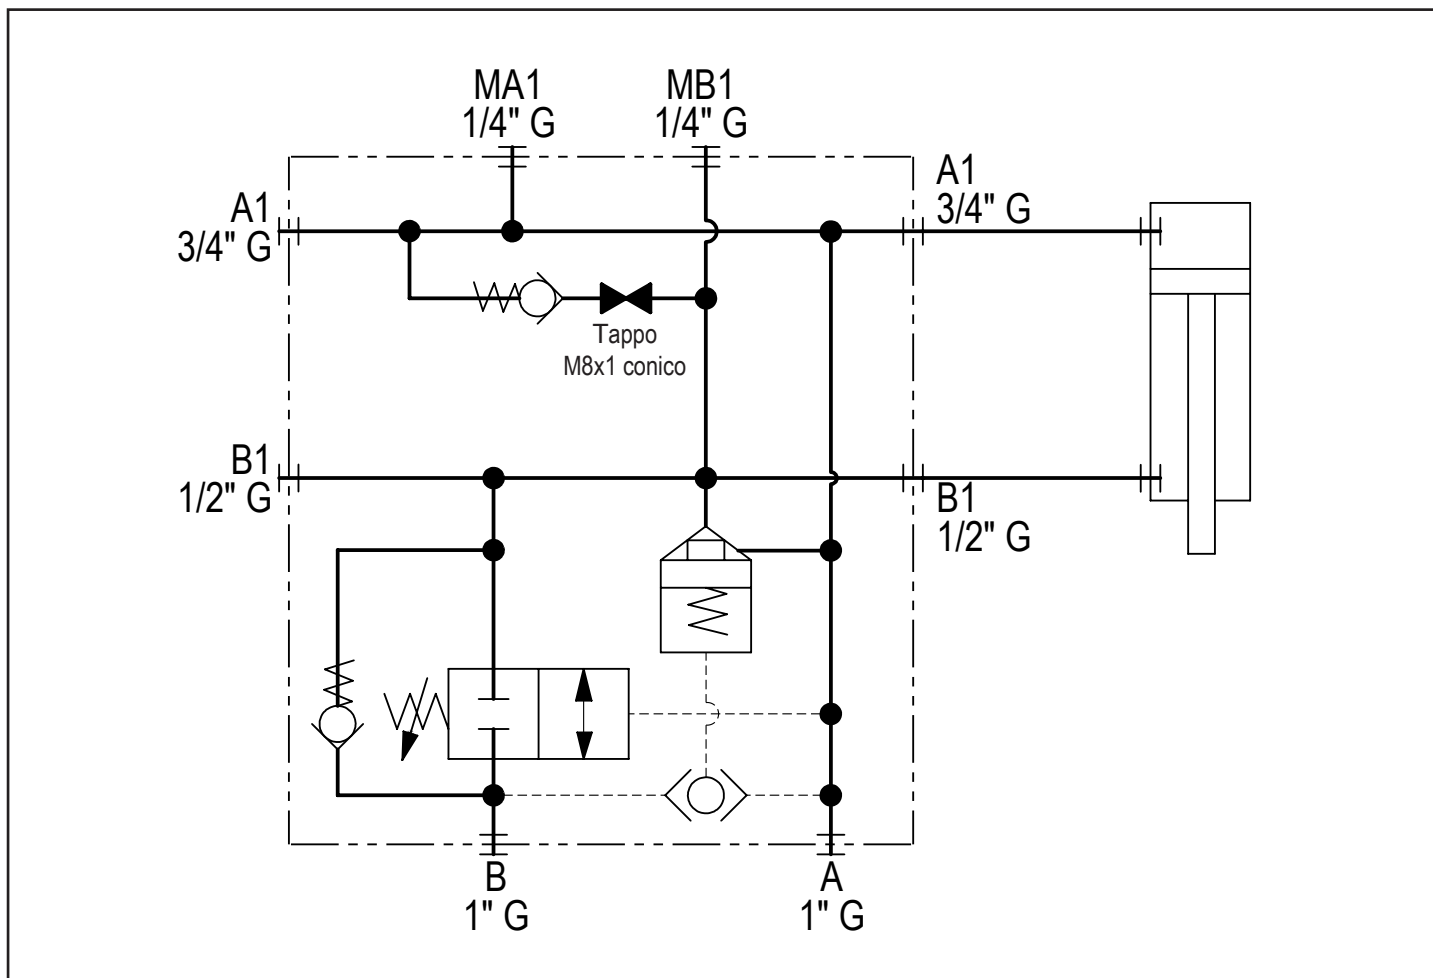 MA1
1/4" G
MB1
1/4" G
A1
3/4" G
A1
3/4" G
Tappo
M8x1 conico
B1
1/2" G
B1
1/2" G
B
1" G
A
1" G